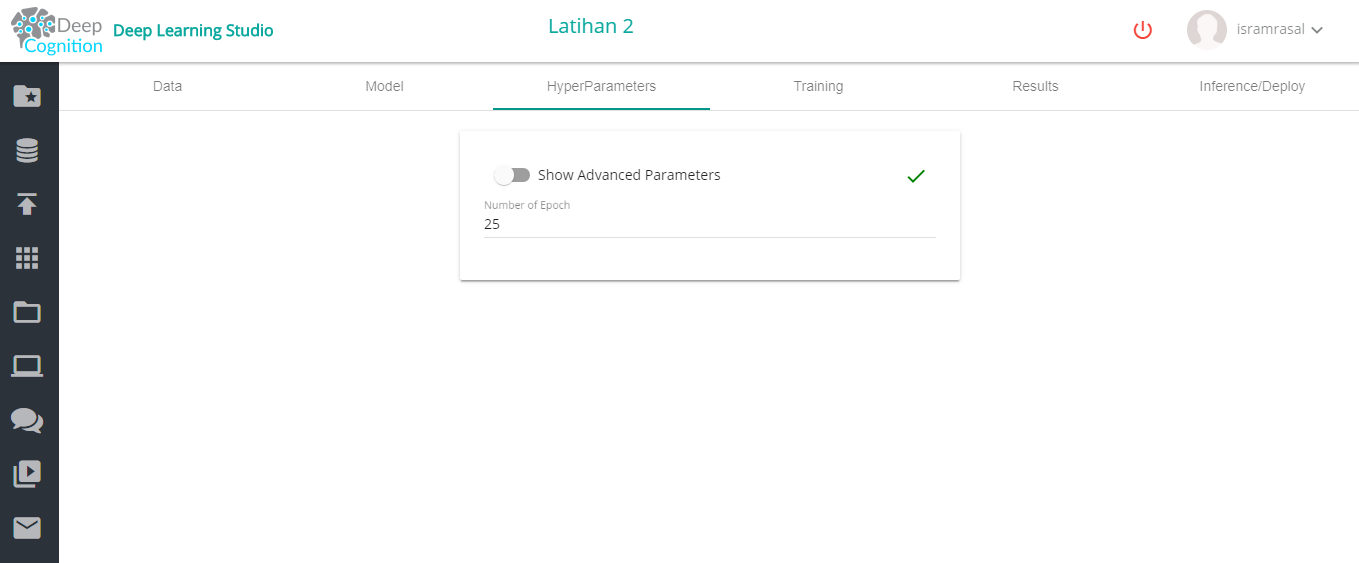 Deep
Cognition
Deep Learning Studio
Latihan 2
isramrasal
Data
Model
HyperParameters
Training
Results
Inference/Deploy
Show Advanced Parameters
Number of Epoch
25